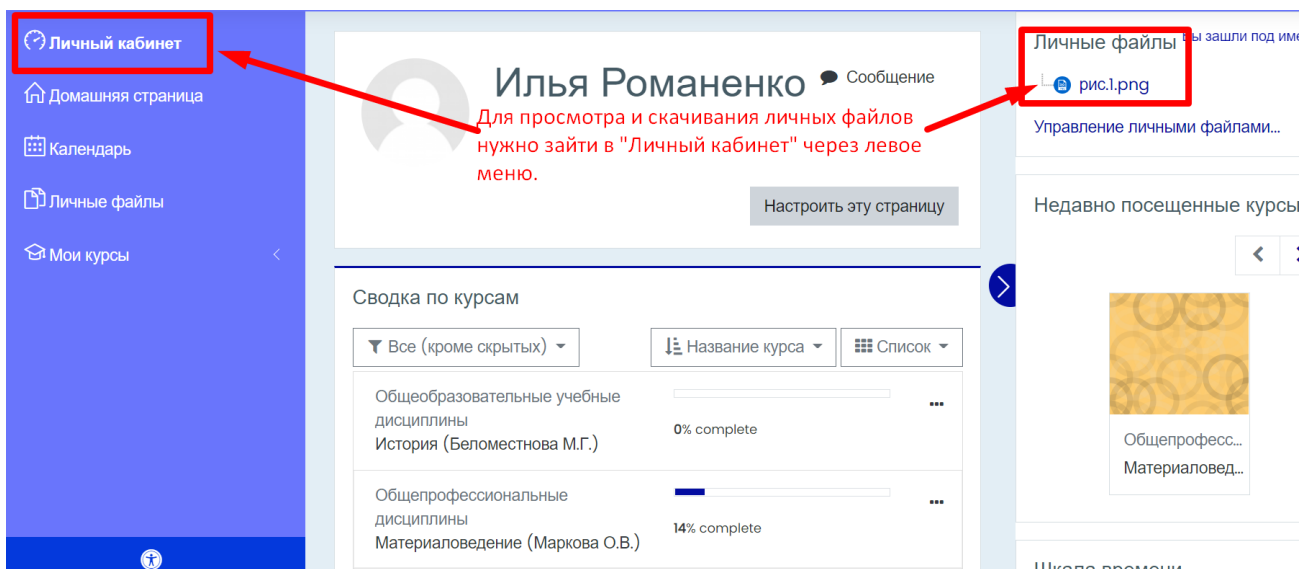 Личный кабинет
Домашняя страница
Календарь
Личные файлы
Мои курсы
Илья Романенко
Сообщение
Для просмотра и скачивания личных файлов
нужно зайти в "Личный кабинет" через левое
меню.
Настроить эту страницу
Сводка по курсам
Все (кроме скрытых)
Название курса
Список
Общеобразовательные учебные
дисциплины
История (Беломестнова М.Г.)
0% complete
Общепрофессиональные
дисциплины
Материаловедение (Маркова О.В.)
14% complete
зашли под име
Личные файлы
рис.1.png
Управление личными файлами...
Недавно посещенные курсы
Общепрофесс...
Материаловед...
Шкала времени